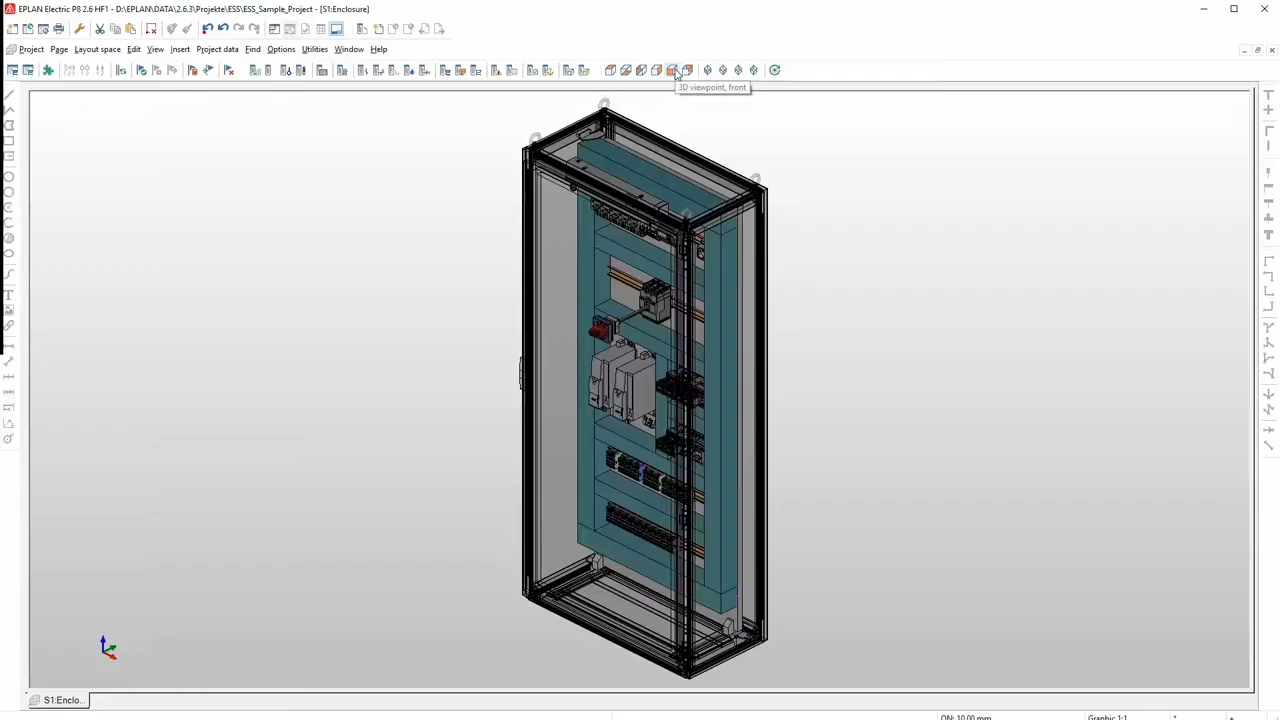 EPLAN Electric P8 2.6 HF1 - D:\EPLAN\DATA\2.6.3\Projekte\ESS\ESS_Sample_Project - [S1:Enclosure]
Project Page Layout space Edit View Insert Project data Find Options Utilities Window Help
3D viewpoint, front
S1:Enclo...
ON: 10.00 mm Graphic 1:1